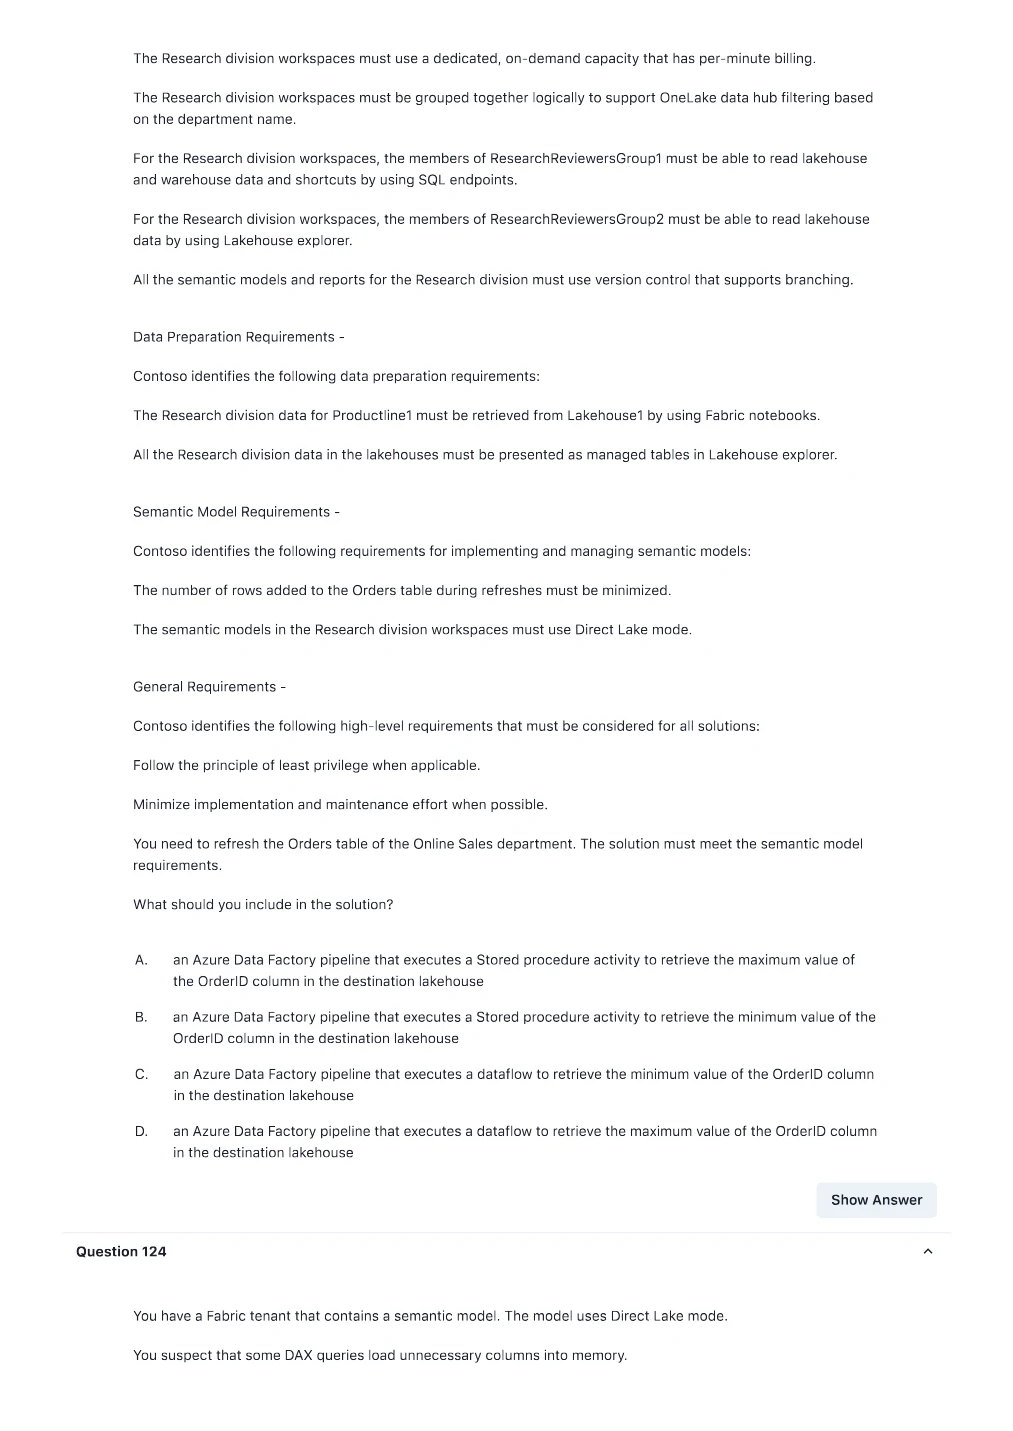 The Research division workspaces must use a dedicated, on-demand capacity that has per-minute billing.
The Research division workspaces must be grouped together logically to support OneLake data hub filtering based
on the department name.
For the Research division workspaces, the members of ResearchReviewersGroup1 must be able to read lakehouse
and warehouse data and shortcuts by using SQL endpoints.
For the Research division workspaces, the members of ResearchReviewersGroup2 must be able to read lakehouse
data by using Lakehouse explorer.
All the semantic models and reports for the Research division must use version control that supports branching.
Data Preparation Requirements -
Contoso identifies the following data preparation requirements:
The Research division data for Productline1 must be retrieved from Lakehouse1 by using Fabric notebooks.
All the Research division data in the lakehouses must be presented as managed tables in Lakehouse explorer.
Semantic Model Requirements -
Contoso identifies the following requirements for implementing and managing semantic models:
The number of rows added to the Orders table during refreshes must be minimized.
The semantic models in the Research division workspaces must use Direct Lake mode.
General Requirements -
Contoso identifies the following high-level requirements that must be considered for all solutions:
Follow the principle of least privilege when applicable.
Minimize implementation and maintenance effort when possible.
You need to refresh the Orders table of the Online Sales department. The solution must meet the semantic model
requirements.
What should you include in the solution?
A. an Azure Data Factory pipeline that executes a Stored procedure activity to retrieve the maximum value of
the OrderID column in the destination lakehouse
B. an Azure Data Factory pipeline that executes a Stored procedure activity to retrieve the minimum value of the
OrderID column in the destination lakehouse
C. an Azure Data Factory pipeline that executes a dataflow to retrieve the minimum value of the OrderID column
in the destination lakehouse
D. an Azure Data Factory pipeline that executes a dataflow to retrieve the maximum value of the OrderID column
in the destination lakehouse
Show Answer
Question 124
You have a Fabric tenant that contains a semantic model. The model uses Direct Lake mode.
You suspect that some DAX queries load unnecessary columns into memory.